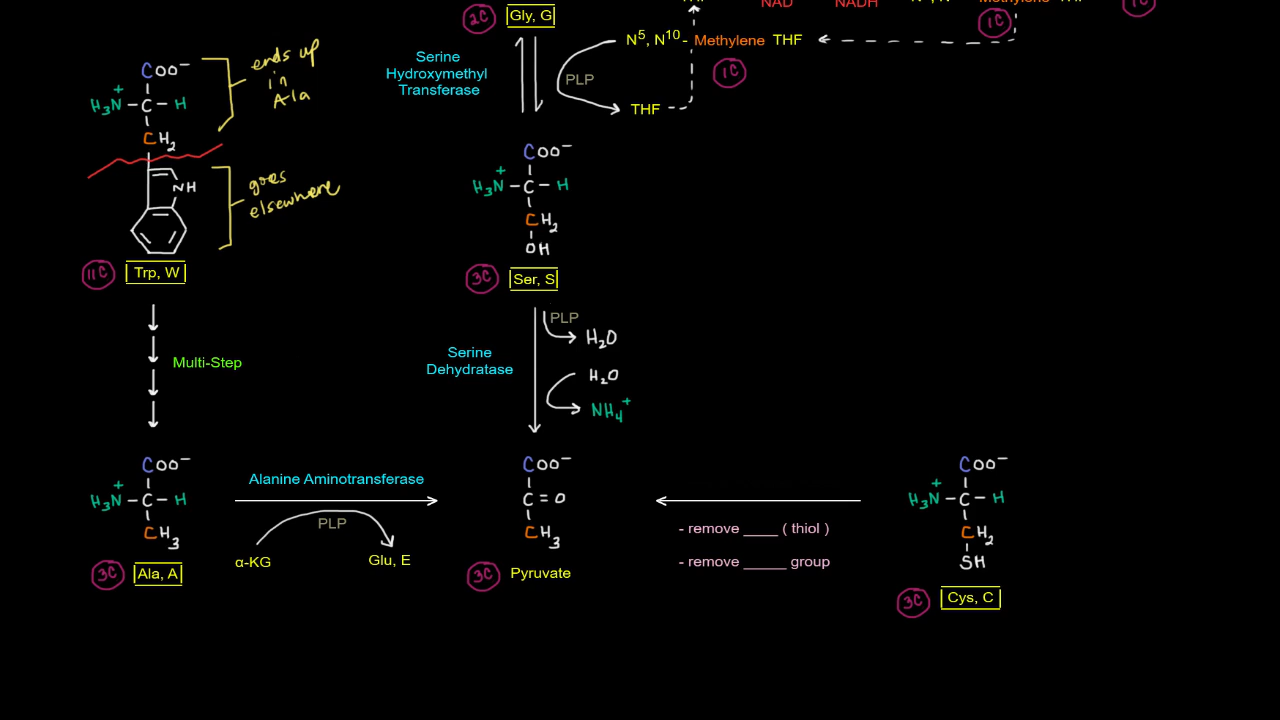 NAD NADH
2C Gly, G
N⁵, N¹⁰- Methylene THF
1C
1C
PLP
THF
Serine
Hydroxymethyl
Transferase
COO⁻
H₃N⁺-C-H
CH₂
NH
ends up
in
Ala
goes
elsewhere
11C Trp, W
COO⁻
H₃N⁺-C-H
CH₂
OH
3C Ser, S
Multi-Step
Serine
Dehydratase
PLP
H₂O
H₂O
NH₄⁺
COO⁻
H₃N⁺-C-H
CH₃
3C Ala, A
Alanine Aminotransferase
PLP
α-KG
Glu, E
COO⁻
C=O
CH₃
3C Pyruvate
- remove ____ ( thiol )
- remove _____ group
COO⁻
H₃N⁺-C-H
CH₂
SH
3C Cys, C